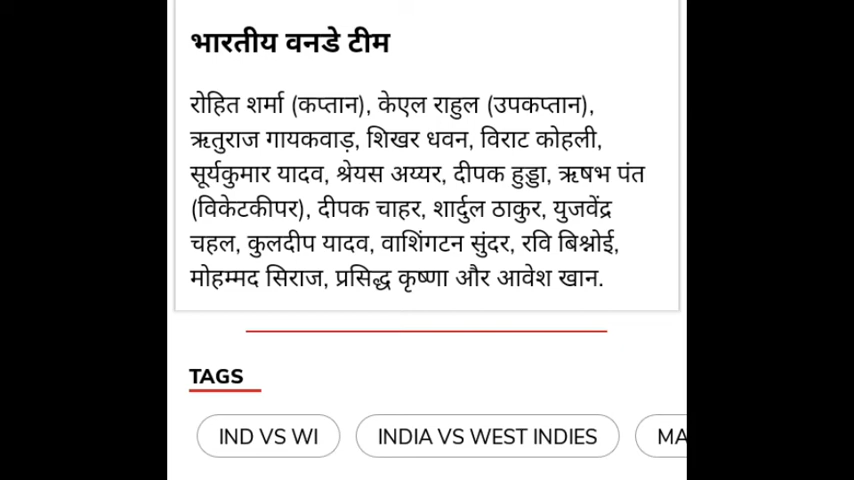 भारतीय वनडे टीम
रोहित शर्मा (कप्तान), केएल राहुल (उपकप्तान),
ऋतुराज गायकवाड़, शिखर धवन, विराट कोहली,
सूर्यकुमार यादव, श्रेयस अय्यर, दीपक हुड्डा, ऋषभ पंत
(विकेटकीपर), दीपक चाहर, शार्दुल ठाकुर, युजवेंद्र
चहल, कुलदीप यादव, वाशिंगटन सुंदर, रवि बिश्नोई,
मोहम्मद सिराज, प्रसिद्ध कृष्णा और आवेश खान.
TAGS
IND VS WI
INDIA VS WEST INDIES
MA